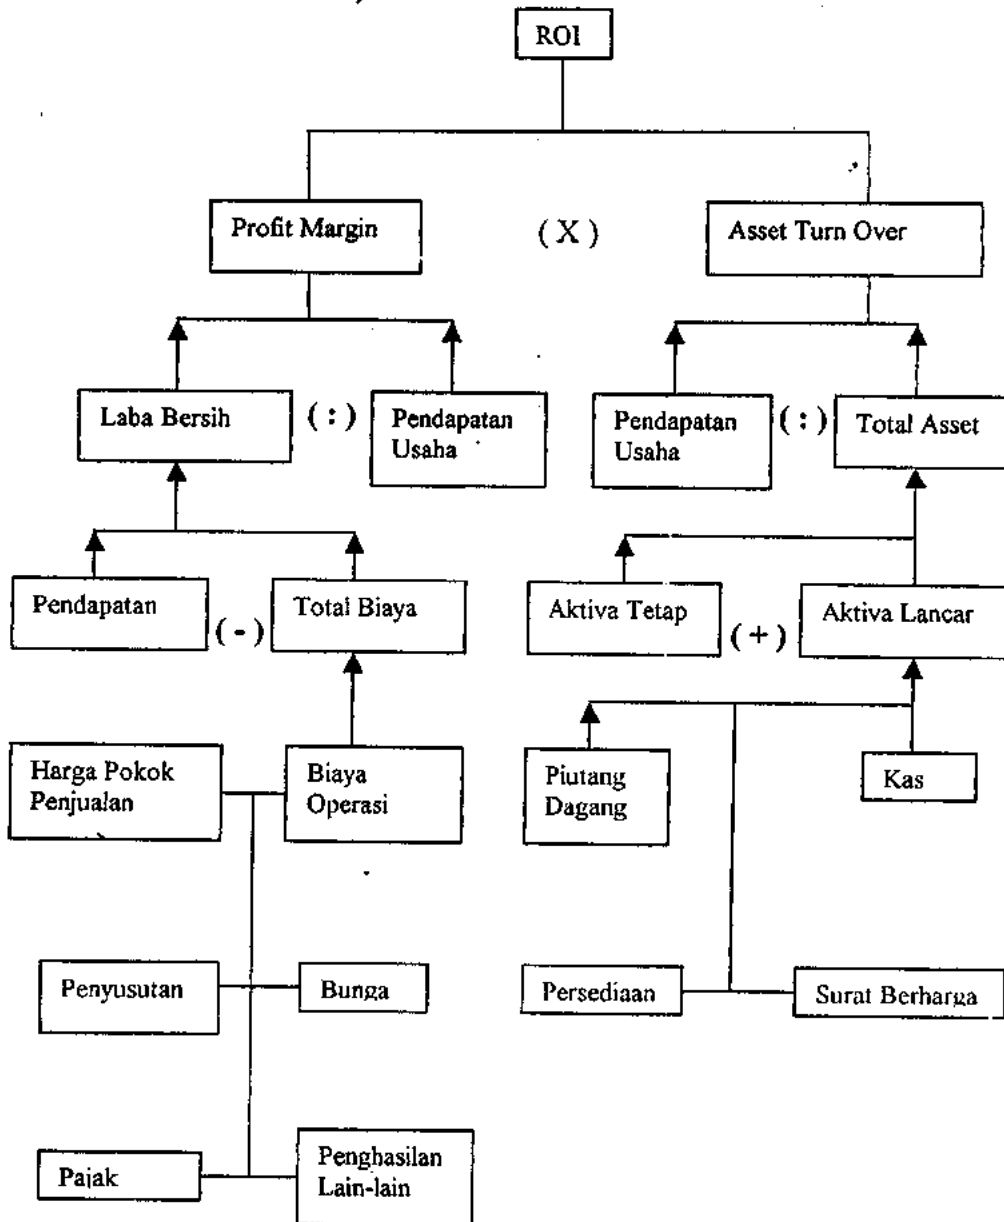 ROI
Profit Margin
( X )
Asset Turn Over
Laba Bersih
( : )
Pendapatan
Usaha
Pendapatan
Usaha
( : )
Total Asset
Pendapatan
( - )
Total Biaya
Aktiva Tetap
( + )
Aktiva Lancar
Harga Pokok
Penjualan
Biaya
Operasi
Piutang
Dagang
Kas
Penyusutan
Bunga
Persediaan
Surat Berharga
Pajak
Penghasilan
Lain-lain